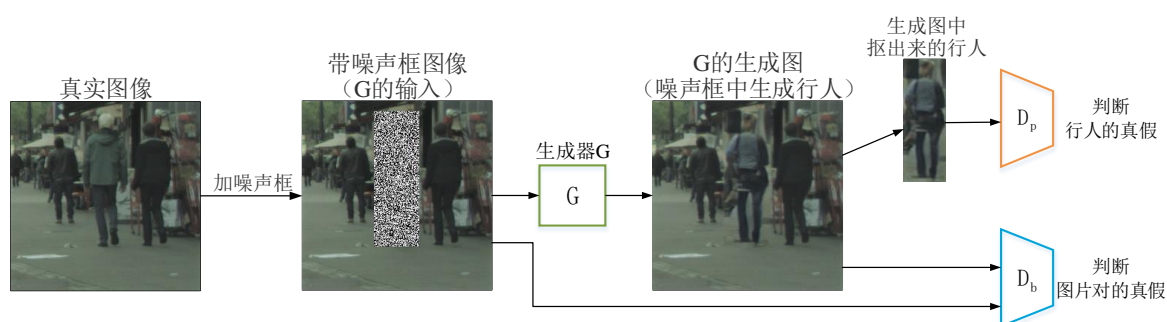 真实图像
加噪声框
带噪声框图像
（G的输入）
生成器G
G
G的生成图
（噪声框中生成行人）
生成图中
抠出来的行人
Dp
判断
行人的真假
Db
判断
图片对的真假